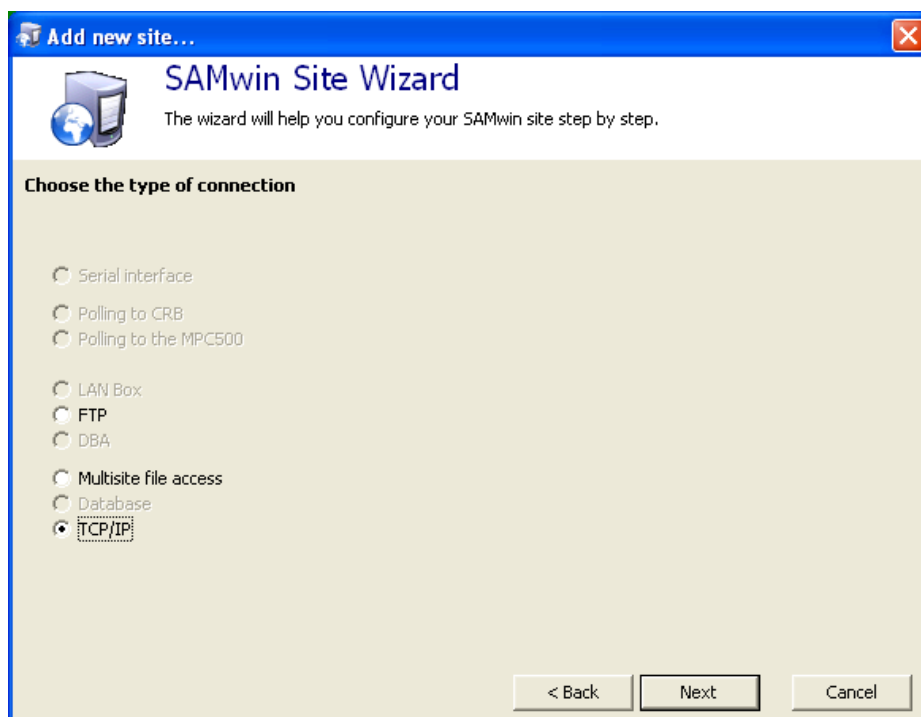 Add new site...
SAMwin Site Wizard
The wizard will help you configure your SAMwin site step by step.
Choose the type of connection
Serial interface
Polling to CRB
Polling to the MPC500
LAN Box
FTP
DBA
Multisite file access
Database
TCP/IP
< Back Next Cancel